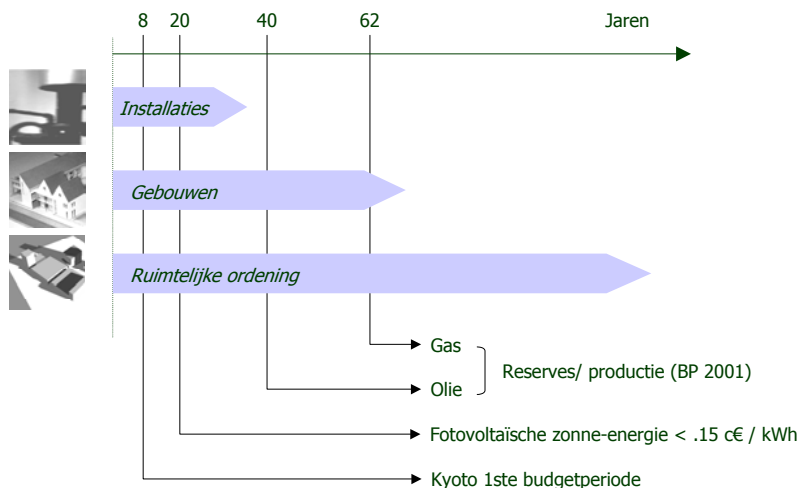 8 20 40 62 Jaren
Installaties
Gebouwen
Ruimtelijke ordening
Gas
Reserves/ productie (BP 2001)
Olie
Fotovoltaïsche zonne-energie < .15 c€ / kWh
Kyoto 1ste budgetperiode